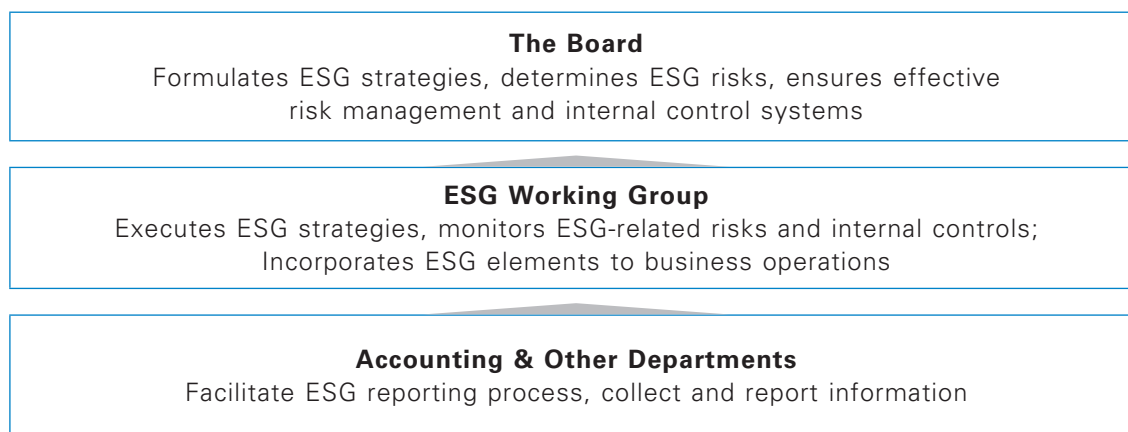 The Board
Formulates ESG strategies, determines ESG risks, ensures effective
risk management and internal control systems
ESG Working Group
Executes ESG strategies, monitors ESG-related risks and internal controls;
Incorporates ESG elements to business operations
Accounting & Other Departments
Facilitate ESG reporting process, collect and report information